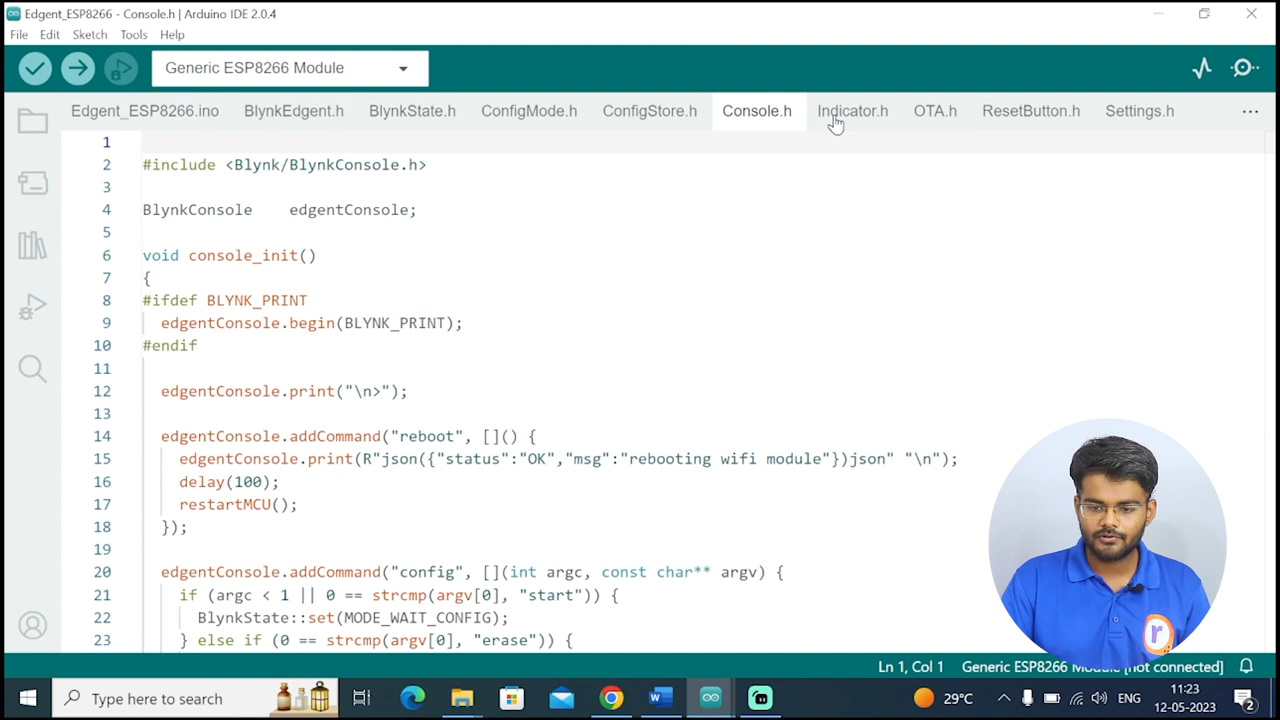 Edgent_ESP8266 - Console.h | Arduino IDE 2.0.4
File Edit Sketch Tools Help
Generic ESP8266 Module
Edgent_ESP8266.ino BlynkEdgent.h BlynkState.h ConfigMode.h ConfigStore.h Console.h Indicator.h OTA.h ResetButton.h Settings.h ...
1
2 #include <Blynk/BlynkConsole.h>
3
4 BlynkConsole    edgentConsole;
5
6 void console_init()
7 {
8 #ifdef BLYNK_PRINT
9   edgentConsole.begin(BLYNK_PRINT);
10 #endif
11
12   edgentConsole.print("\n>");
13
14   edgentConsole.addCommand("reboot", []() {
15     edgentConsole.print(R"json({"status":"OK","msg":"rebooting wifi module"})json" "\n");
16     delay(100);
17     restartMCU();
18   });
19
20   edgentConsole.addCommand("config", [](int argc, const char** argv) {
21     if (argc < 1 || 0 == strcmp(argv[0], "start")) {
22       BlynkState::set(MODE_WAIT_CONFIG);
23     } else if (0 == strcmp(argv[0], "erase")) {
r
Ln 1, Col 1 Generic ESP8266 Mo [not connected]
Type here to search 29°C ENG 11:23
12-05-2023 2